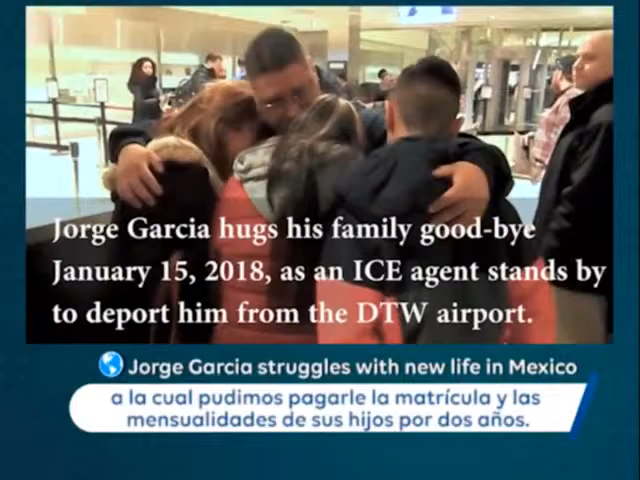 Jorge Garcia hugs his family good-bye
January 15, 2018, as an ICE agent stands by
to deport him from the DTW airport.
Jorge Garcia struggles with new life in Mexico
a la cual pudimos pagarle la matrícula y las
mensualidades de sus hijos por dos años.